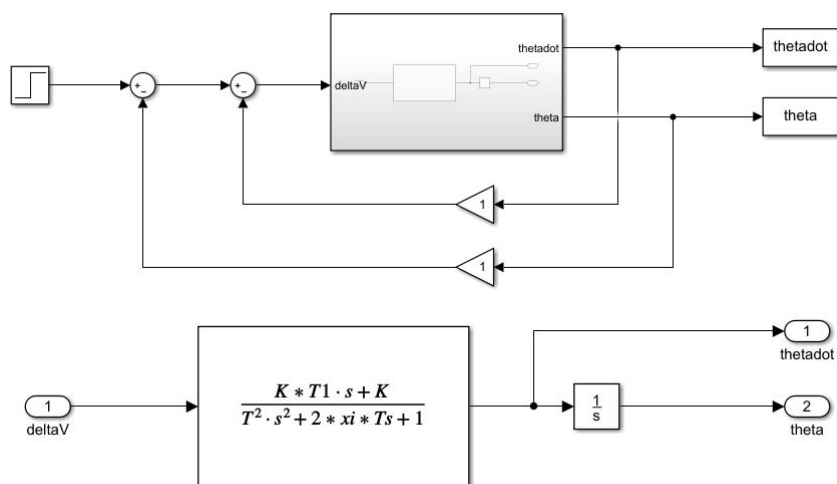 thetadot
thetadot
+
−
+
−
deltaV
theta
theta
1
1
K ∗ T1 · s + K
T² · s² + 2 ∗ xi ∗ Ts + 1
1
thetadot
1
deltaV
1
s
2
theta